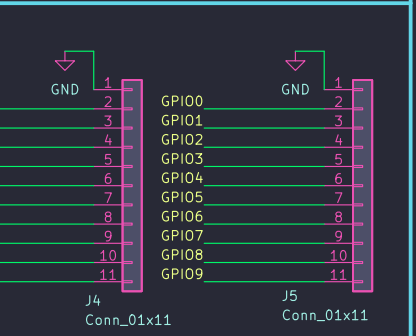 GND
1
2
3
4
5
6
7
8
9
10
11
J4
Conn_01x11
GPIO0
GPIO1
GPIO2
GPIO3
GPIO4
GPIO5
GPIO6
GPIO7
GPIO8
GPIO9
GND
1
2
3
4
5
6
7
8
9
10
11
J5
Conn_01x11